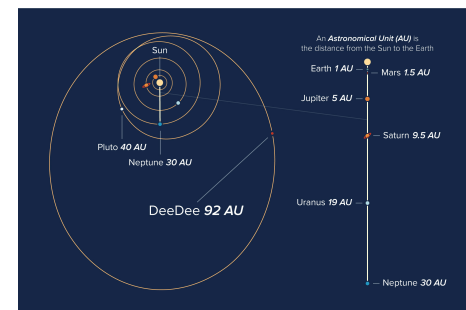 An Astronomical Unit (AU) is
the distance from the Sun to the Earth
Sun
Earth 1 AU
Mars 1.5 AU
Jupiter 5 AU
Saturn 9.5 AU
Pluto 40 AU
Neptune 30 AU
DeeDee 92 AU
Uranus 19 AU
Neptune 30 AU